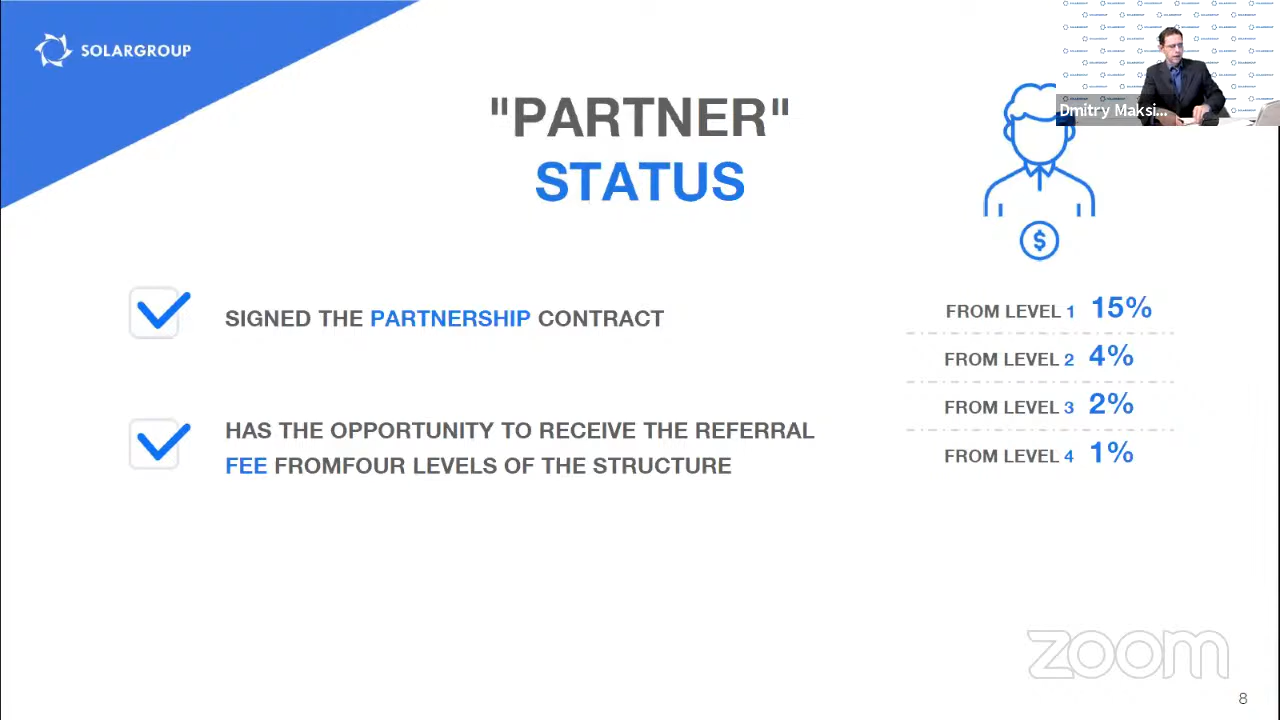 SOLARGROUP
Dmitry Maksi...
"PARTNER"
STATUS
$
SIGNED THE PARTNERSHIP CONTRACT
HAS THE OPPORTUNITY TO RECEIVE THE REFERRAL
FEE FROMFOUR LEVELS OF THE STRUCTURE
FROM LEVEL 1 15%
FROM LEVEL 2 4%
FROM LEVEL 3 2%
FROM LEVEL 4 1%
zoom
8